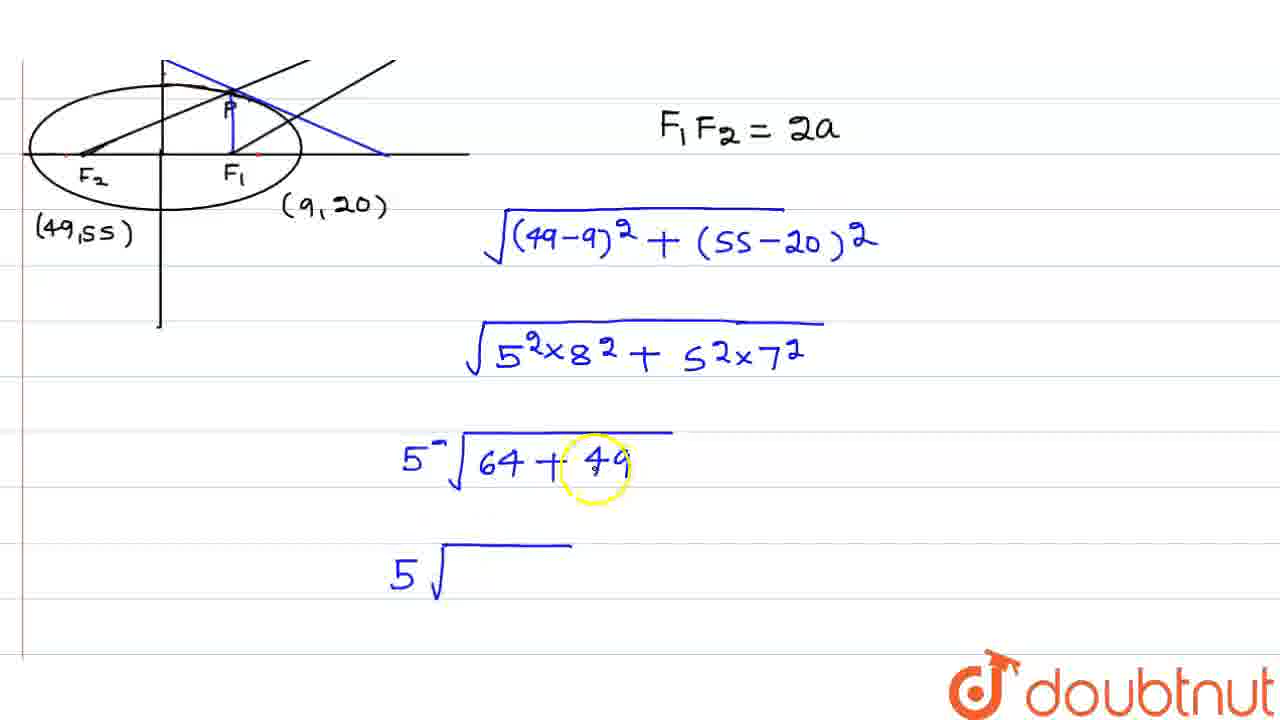 P
F₂
F₁
(49,55)
(9,20)
F₁F₂ = 2a
√(49-9)² + (55-20)²
√5²×8² + 5²×7²
5√64 + 49
5√
doubtnut